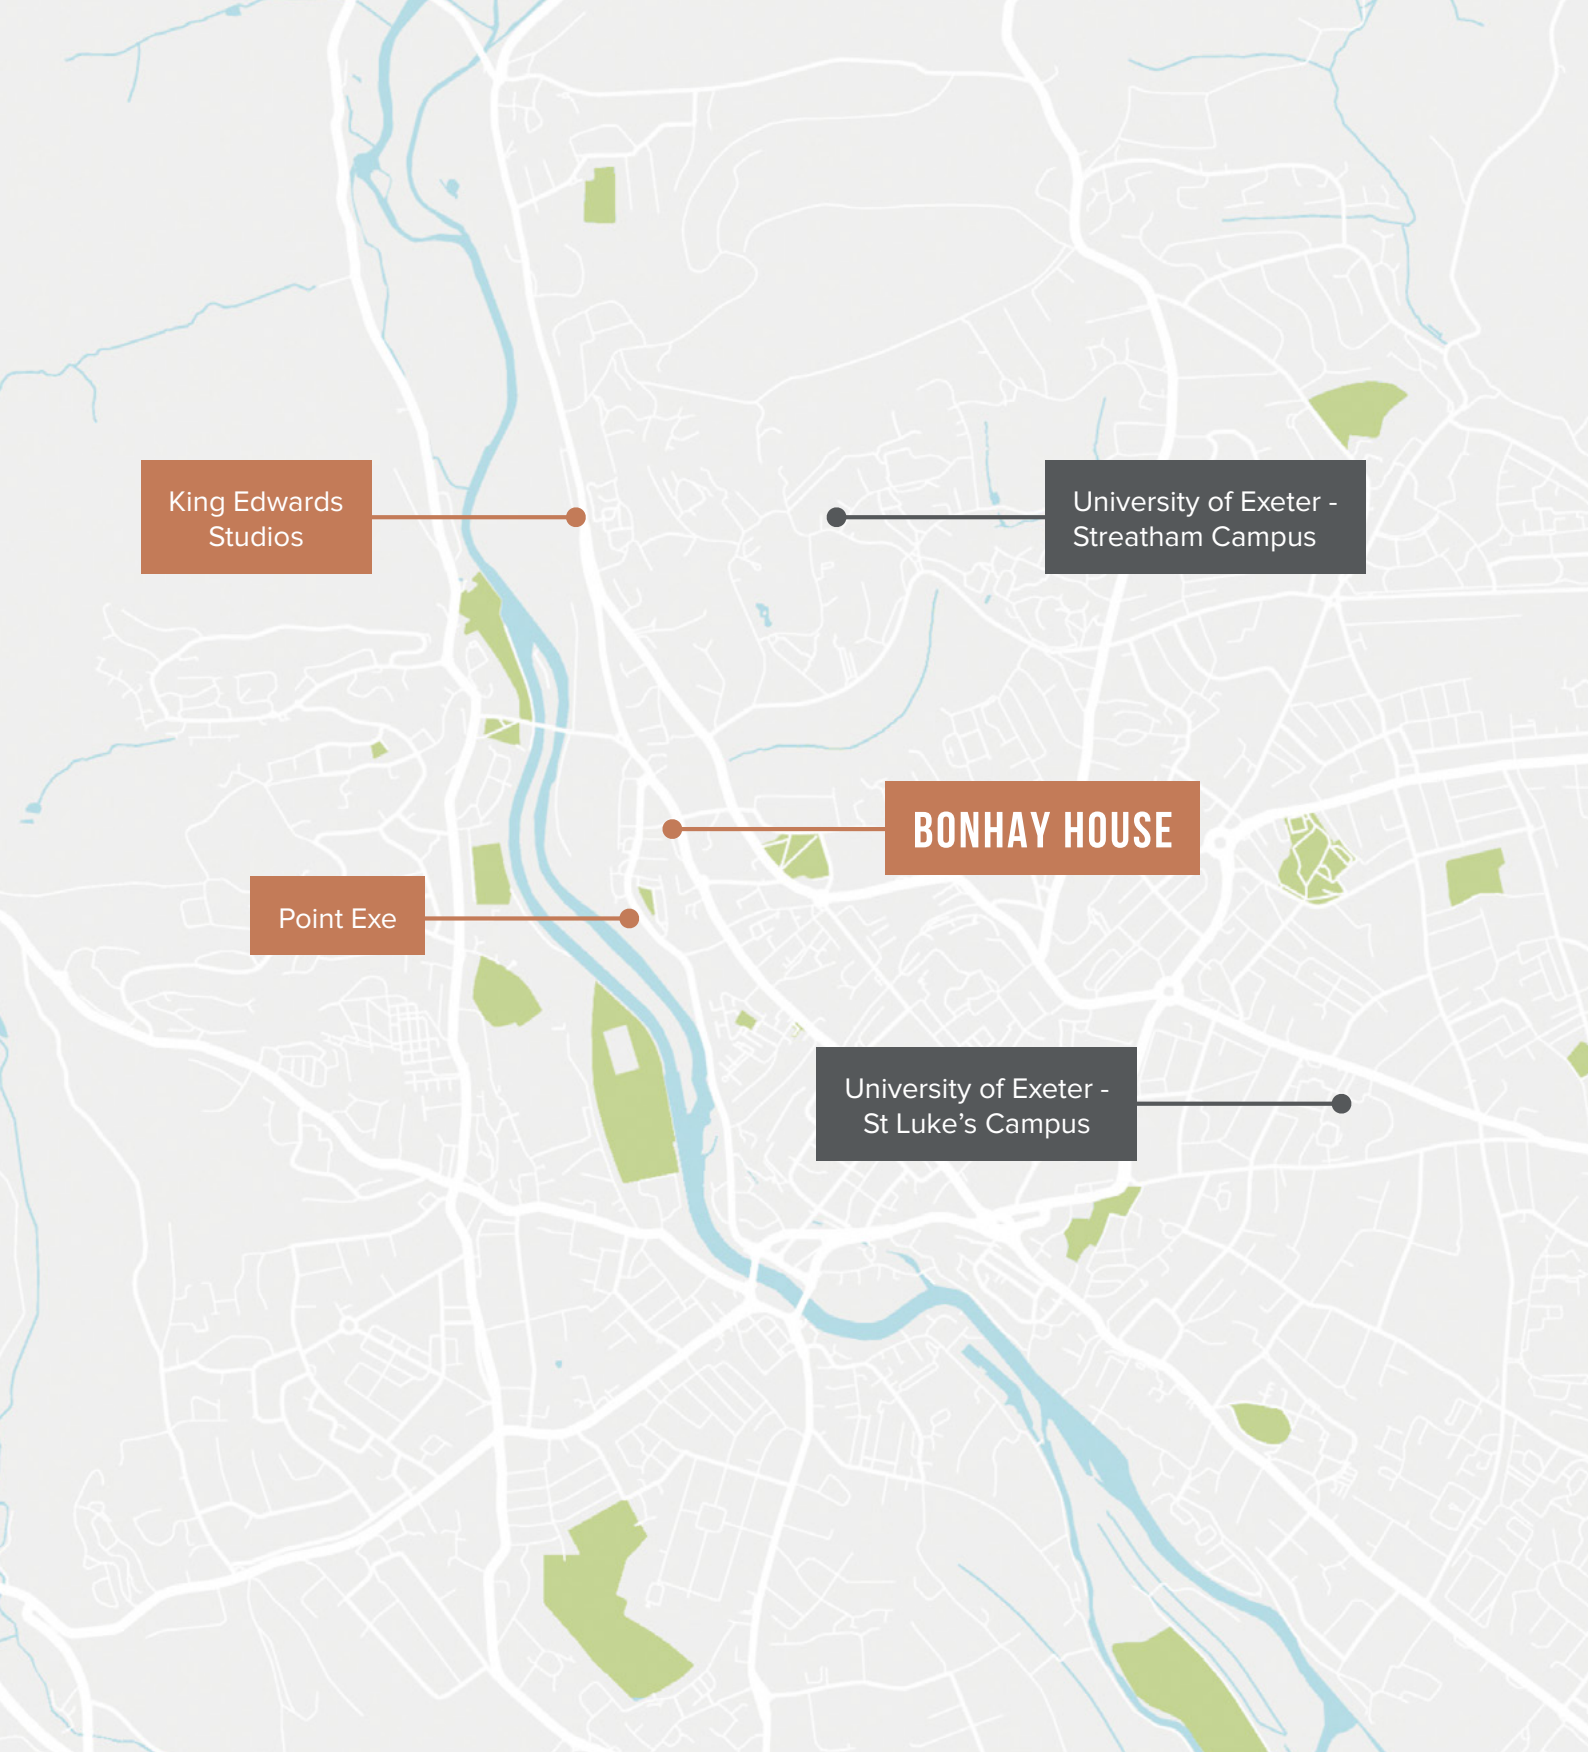 King Edwards
Studios
University of Exeter -
Streatham Campus
BONHAY HOUSE
Point Exe
University of Exeter -
St Luke’s Campus